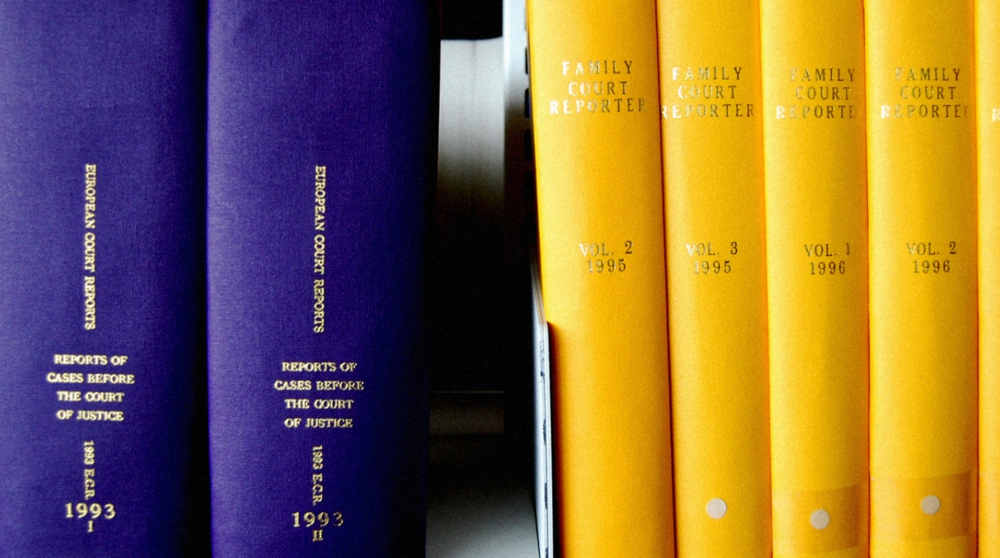 EUROPEAN COURT REPORTS
REPORTS OF
CASES BEFORE
THE COURT
OF JUSTICE
1993 E.C.R.
1993
I
EUROPEAN COURT REPORTS
REPORTS OF
CASES BEFORE
THE COURT
OF JUSTICE
1993 E.C.R.
1993
II
FAMILY
COURT
REPORTER
VOL. 2
1995
FAMILY
COURT
REPORTER
VOL. 3
1995
FAMILY
COURT
REPORTE
VOL. 1
1996
FAMILY
COURT
REPORTE
VOL. 2
1996
R